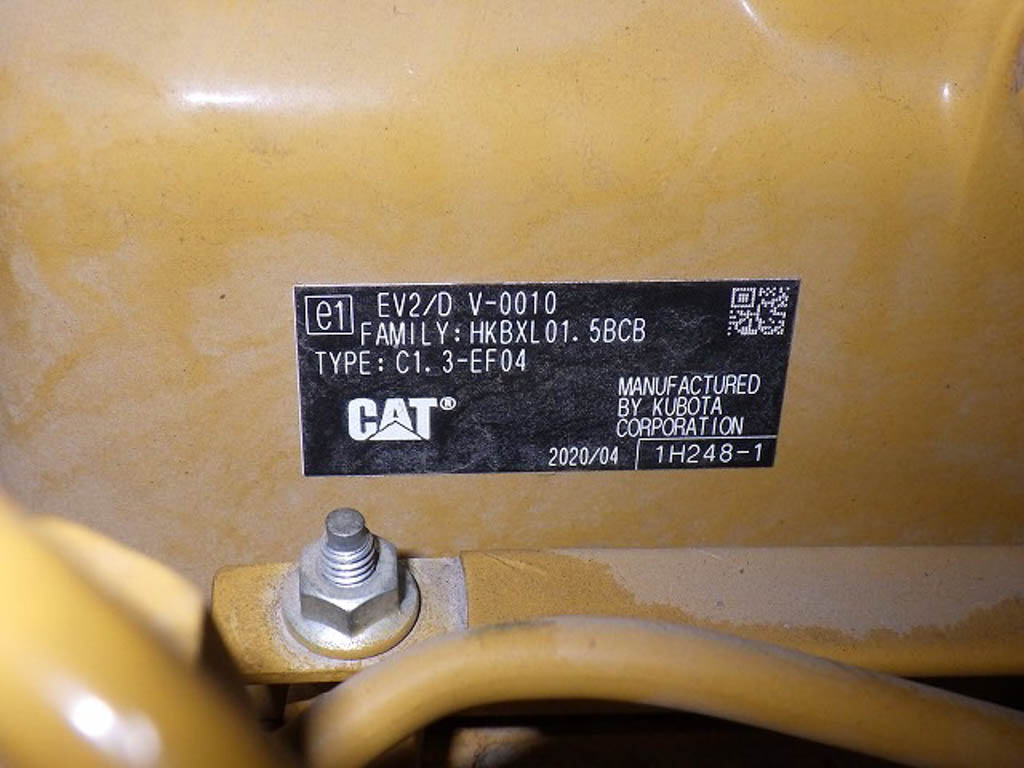 e1 EV2/D V-0010
FAMILY:HKBXL01.5BCB
TYPE:C1.3-EF04
CAT®
MANUFACTURED
BY KUBOTA
CORPORATION
2020/04 1H248-1